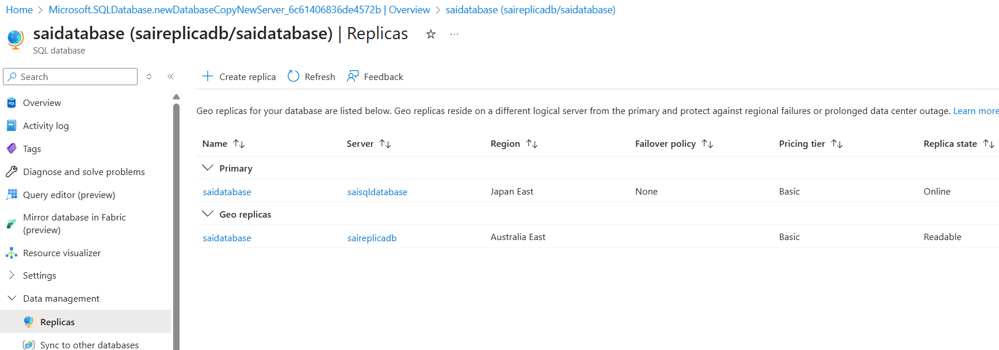 Home > Microsoft.SQLDatabase.newDatabaseCopyNewServer_6c61406836de4572b | Overview > saidatabase (saireplicadb/saidatabase)
saidatabase (saireplicadb/saidatabase) | Replicas
SQL database
Search
Create replica Refresh Feedback
Overview
Activity log
Tags
Diagnose and solve problems
Query editor (preview)
Mirror database in Fabric
(preview)
Resource visualizer
Settings
Data management
Replicas
Sync to other databases
Geo replicas for your database are listed below. Geo replicas reside on a different logical server from the primary and protect against regional failures or prolonged data center outage. Learn more
Name Server Region Failover policy Pricing tier Replica state
Primary
saidatabase saisqldatabase Japan East None Basic Online
Geo replicas
saidatabase saireplicadb Australia East Basic Readable